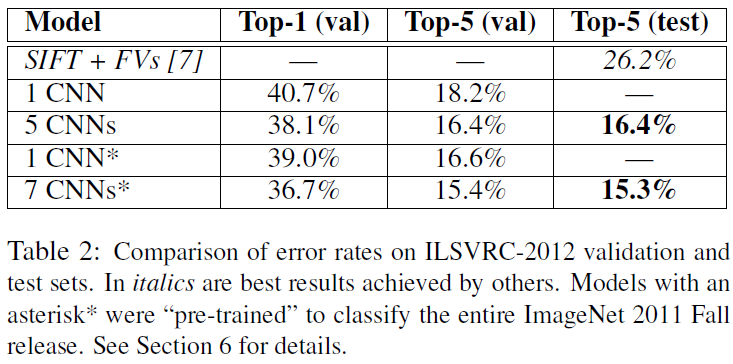 Model Top-1 (val) Top-5 (val) Top-5 (test)
SIFT + FVs [7] — — 26.2%
1 CNN 40.7% 18.2% —
5 CNNs 38.1% 16.4% 16.4%
1 CNN* 39.0% 16.6% —
7 CNNs* 36.7% 15.4% 15.3%
Table 2: Comparison of error rates on ILSVRC-2012 validation and
test sets. In italics are best results achieved by others. Models with an
asterisk* were “pre-trained” to classify the entire ImageNet 2011 Fall
release. See Section 6 for details.